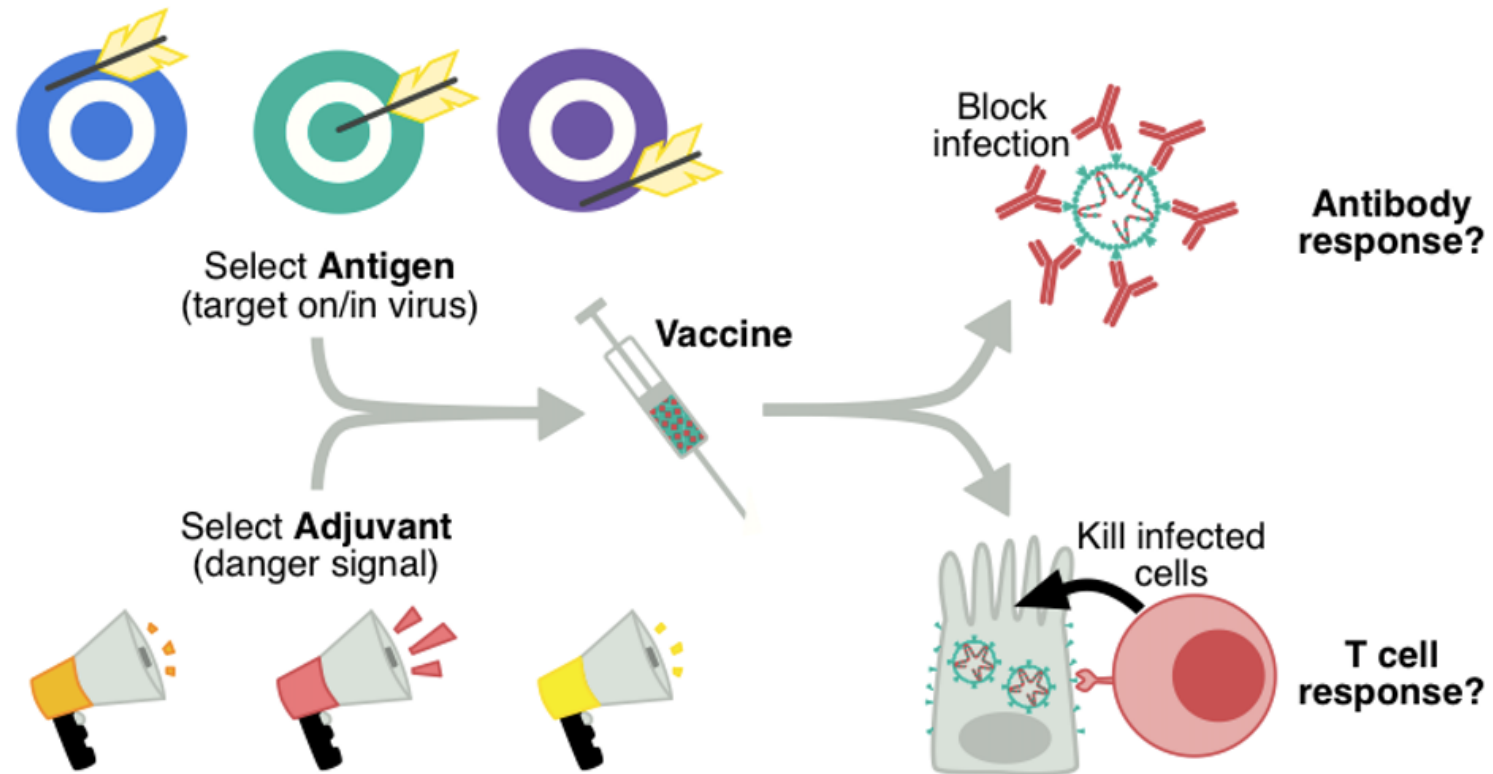 Select Antigen
(target on/in virus)
Select Adjuvant
(danger signal)
Vaccine
Block
infection
Antibody
response?
Kill infected
cells
T cell
response?